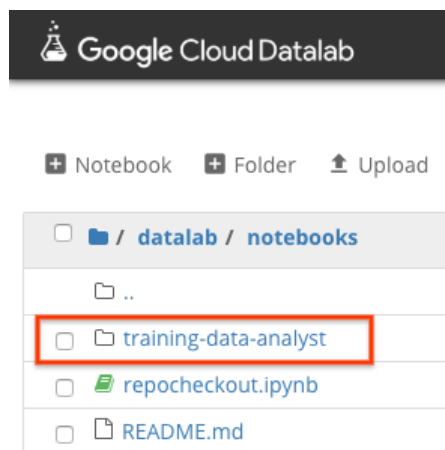 Google Cloud Datalab
Notebook Folder Upload
/ datalab / notebooks
..
training-data-analyst
repocheckout.ipynb
README.md